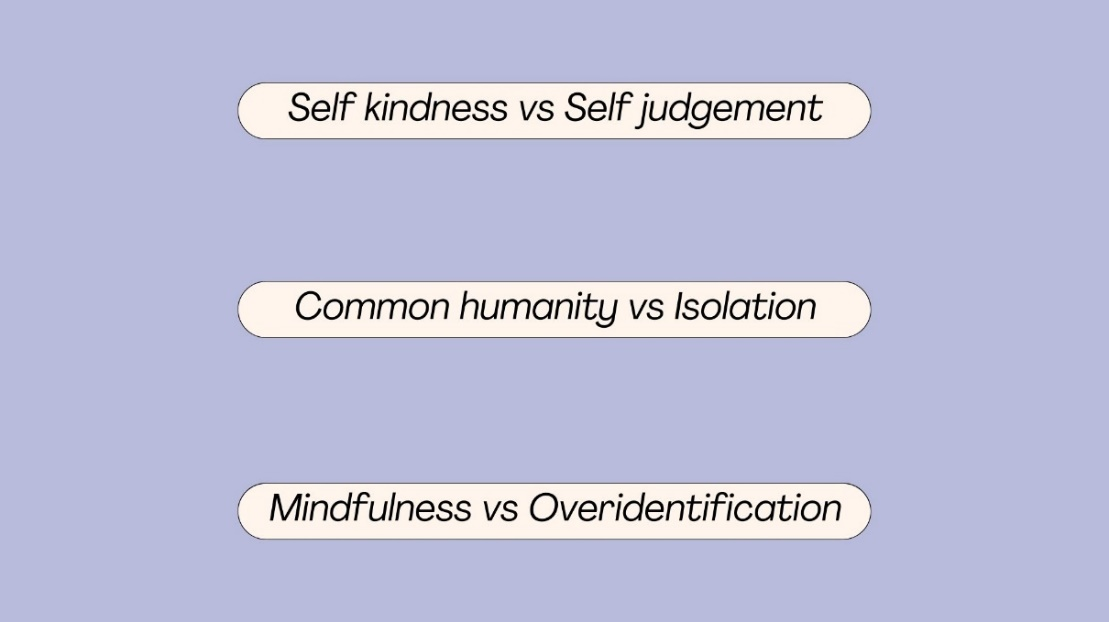 Self kindness vs Self judgement
Common humanity vs Isolation
Mindfulness vs Overidentification